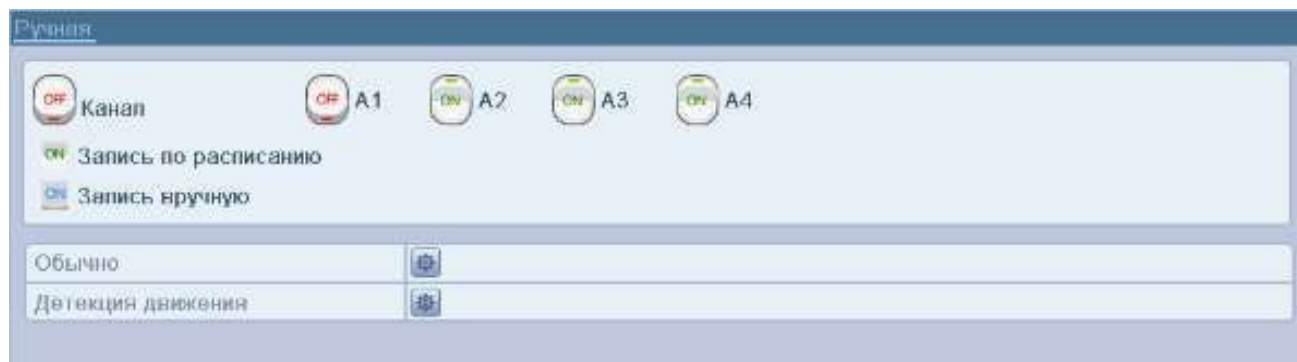 Ручная
OFF Канал OFF A1 ON A2 ON A3 ON A4
ON Запись по расписанию
ON Запись вручную
Обычно
Детекция движения